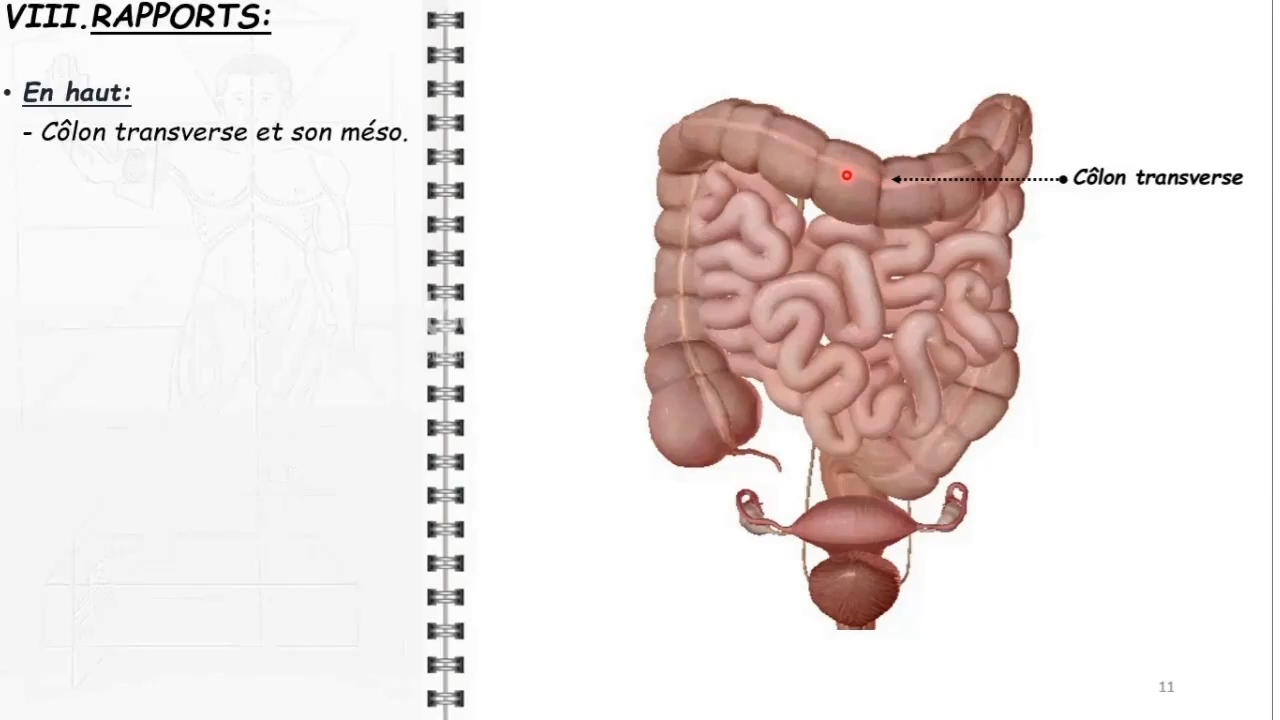 VIII. RAPPORTS:
• En haut:
- Côlon transverse et son méso.
Côlon transverse
11